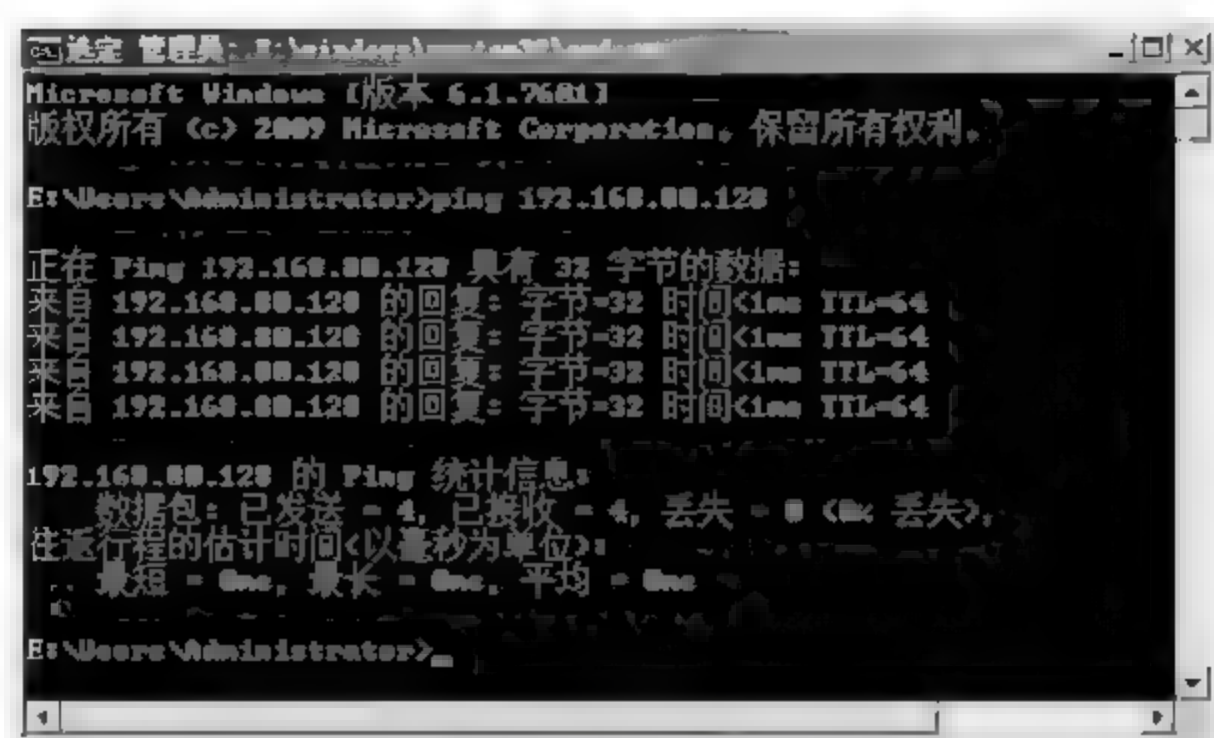 选定 管理员: E:\windows\system32\cmd
Microsoft Windows [版本 6.1.7601]
版权所有 (c) 2009 Microsoft Corporation。保留所有权利。
E:\Users\Administrator>ping 192.168.80.128
正在 Ping 192.168.80.128 具有 32 字节的数据:
来自 192.168.80.128 的回复: 字节=32 时间<1ms TTL=64
来自 192.168.80.128 的回复: 字节=32 时间<1ms TTL=64
来自 192.168.80.128 的回复: 字节=32 时间<1ms TTL=64
来自 192.168.80.128 的回复: 字节=32 时间<1ms TTL=64
192.168.80.128 的 Ping 统计信息:
数据包: 已发送 = 4, 已接收 = 4, 丢失 = 0 (0% 丢失),
往返行程的估计时间(以毫秒为单位):
最短 = 0ms, 最长 = 0ms, 平均 = 0ms
E:\Users\Administrator>_